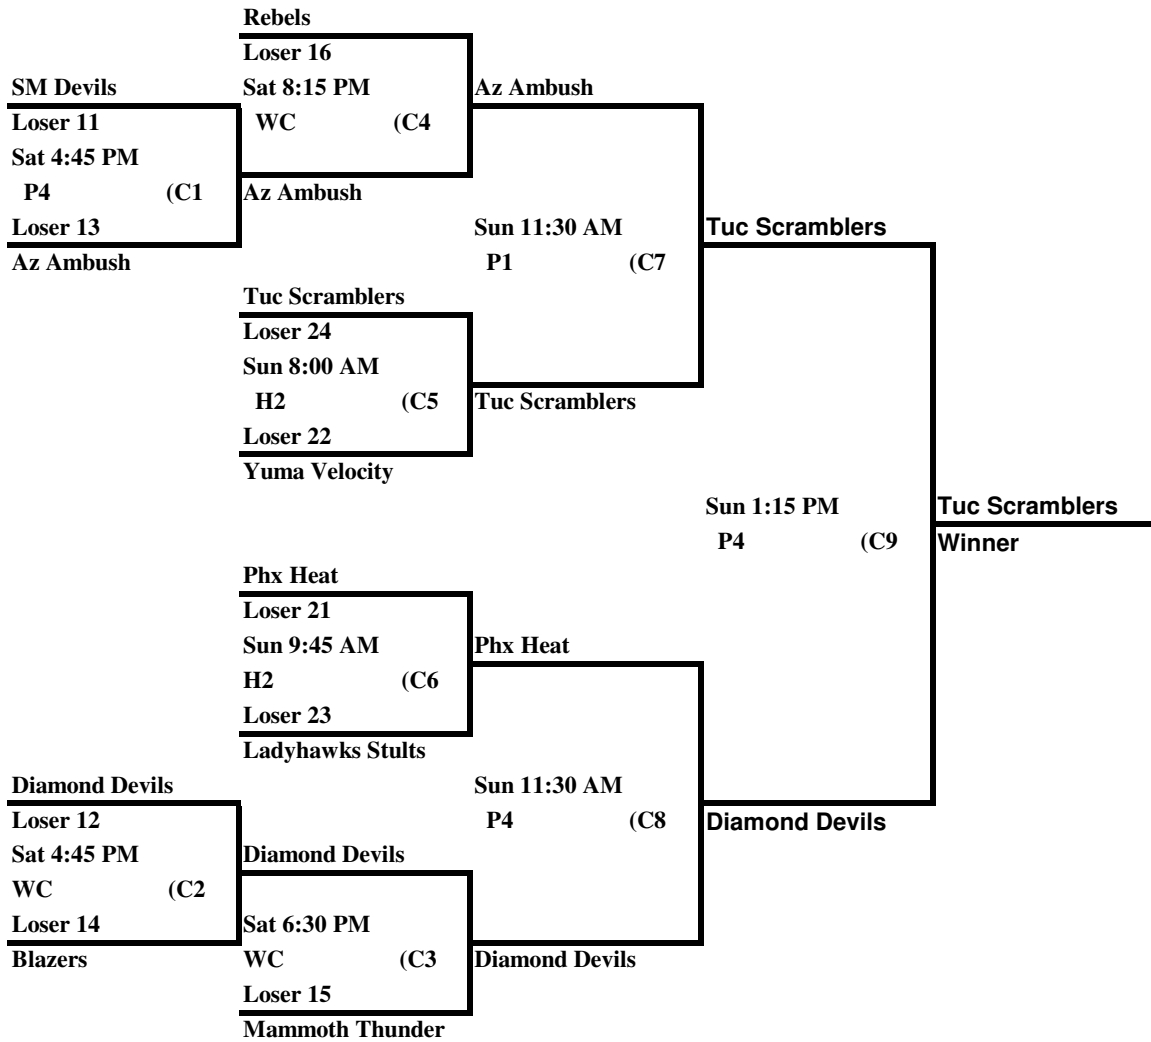 Rebels
Loser 16
SM Devils
Sat 8:15 PM
Az Ambush
Loser 11
WC (C4
Sat 4:45 PM
P4 (C1
Az Ambush
Loser 13
Sun 11:30 AM
Tuc Scramblers
Az Ambush
P1 (C7
Tuc Scramblers
Loser 24
Sun 8:00 AM
H2 (C5
Tuc Scramblers
Loser 22
Yuma Velocity
Sun 1:15 PM
Tuc Scramblers
P4 (C9
Winner
Phx Heat
Loser 21
Sun 9:45 AM
Phx Heat
H2 (C6
Loser 23
Ladyhawks Stults
Diamond Devils
Sun 11:30 AM
Loser 12
P4 (C8
Diamond Devils
Sat 4:45 PM
Diamond Devils
WC (C2
Loser 14
Sat 6:30 PM
Blazers
WC (C3
Diamond Devils
Loser 15
Mammoth Thunder